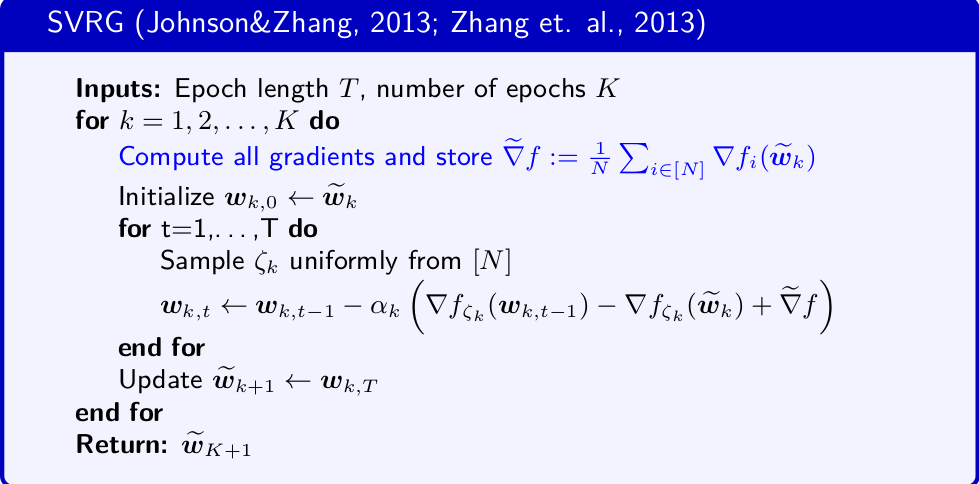 SVRG (Johnson&Zhang, 2013; Zhang et. al., 2013)
Inputs: Epoch length $T$, number of epochs $K$
for $k = 1, 2, \ldots, K$ do
Compute all gradients and store $\widetilde{\nabla} f := \frac{1}{N} \sum_{i \in [N]} \nabla f_i(\widetilde{\boldsymbol{w}}_k)$
Initialize $\boldsymbol{w}_{k,0} \leftarrow \widetilde{\boldsymbol{w}}_k$
for t=1,...,T do
Sample $\zeta_k$ uniformly from $[N]$
$\boldsymbol{w}_{k,t} \leftarrow \boldsymbol{w}_{k,t-1} - \alpha_k \left( \nabla f_{\zeta_k}(\boldsymbol{w}_{k,t-1}) - \nabla f_{\zeta_k}(\widetilde{\boldsymbol{w}}_k) + \widetilde{\nabla} f \right)$
end for
Update $\widetilde{\boldsymbol{w}}_{k+1} \leftarrow \boldsymbol{w}_{k,T}$
end for
Return: $\widetilde{\boldsymbol{w}}_{K+1}$